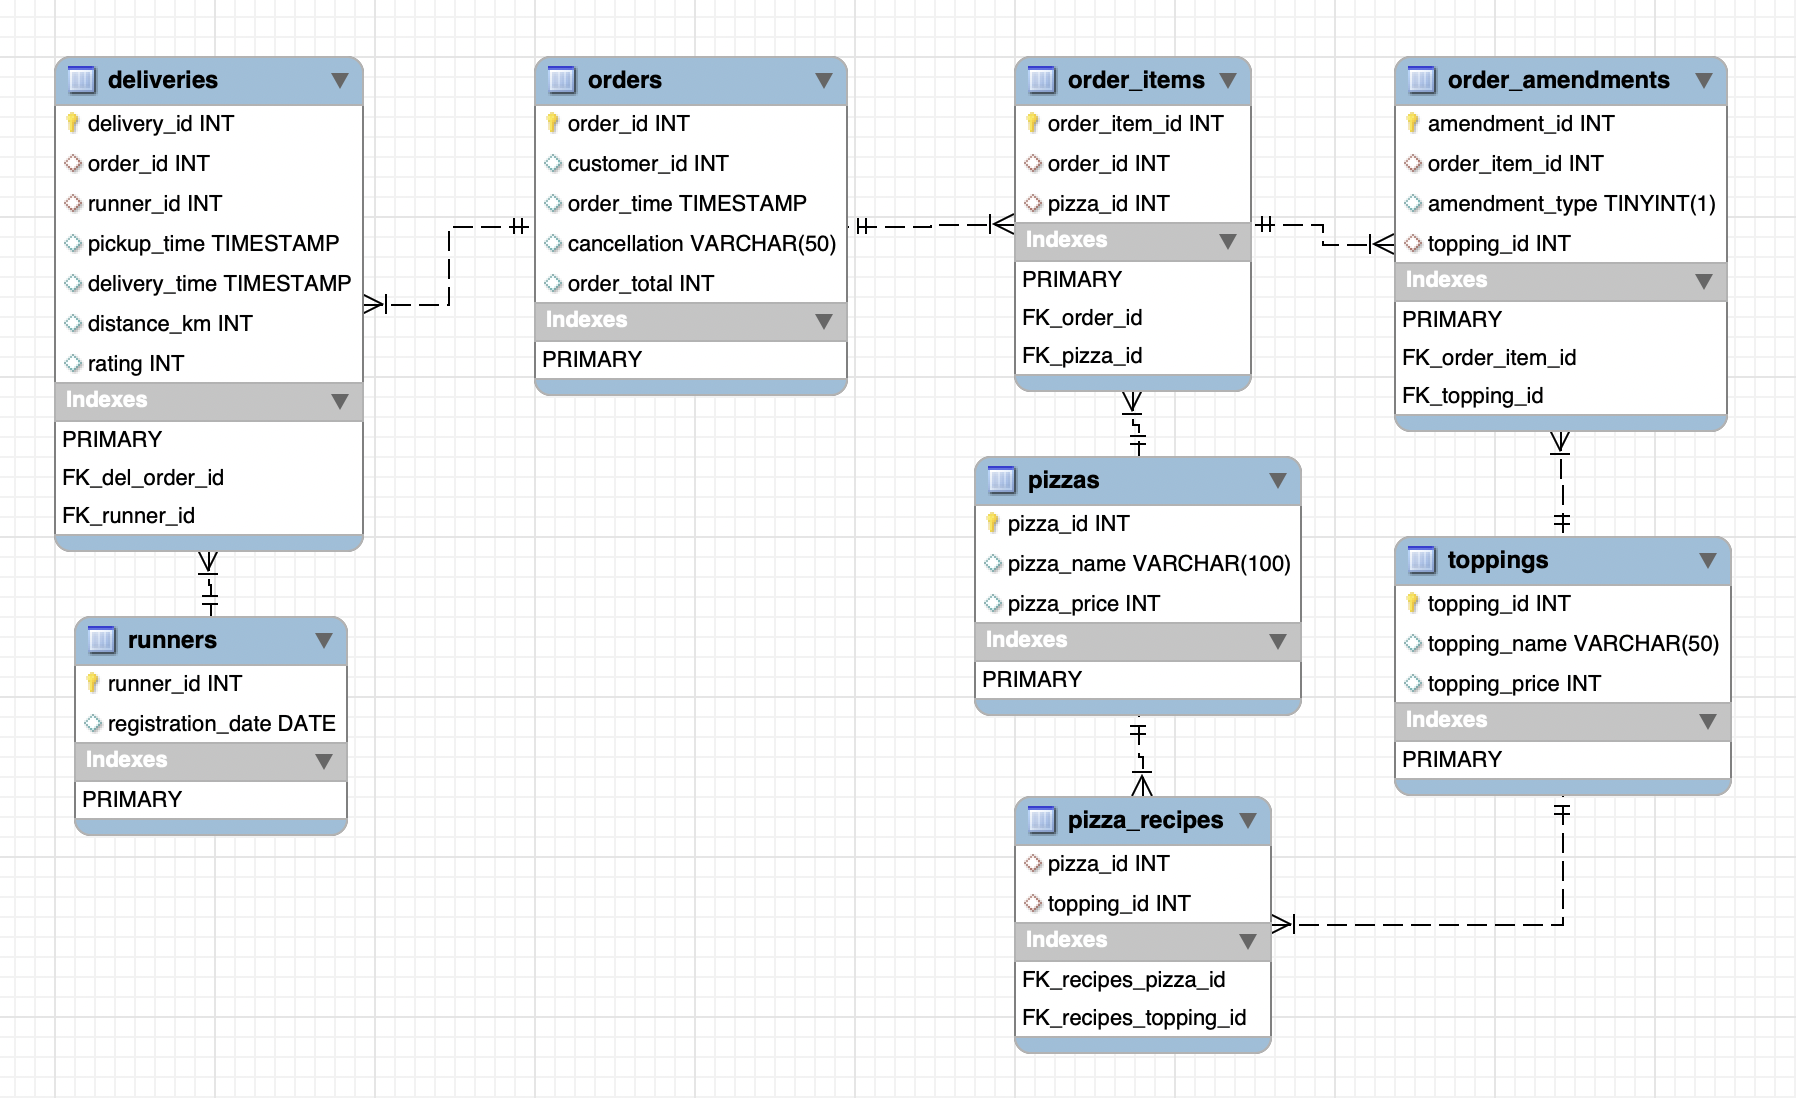 deliveries
delivery_id INT
order_id INT
runner_id INT
pickup_time TIMESTAMP
delivery_time TIMESTAMP
distance_km INT
rating INT
Indexes
PRIMARY
FK_del_order_id
FK_runner_id
runners
runner_id INT
registration_date DATE
Indexes
PRIMARY
orders
order_id INT
customer_id INT
order_time TIMESTAMP
cancellation VARCHAR(50)
order_total INT
Indexes
PRIMARY
order_items
order_item_id INT
order_id INT
pizza_id INT
Indexes
PRIMARY
FK_order_id
FK_pizza_id
pizzas
pizza_id INT
pizza_name VARCHAR(100)
pizza_price INT
Indexes
PRIMARY
pizza_recipes
pizza_id INT
topping_id INT
Indexes
FK_recipes_pizza_id
FK_recipes_topping_id
order_amendments
amendment_id INT
order_item_id INT
amendment_type TINYINT(1)
topping_id INT
Indexes
PRIMARY
FK_order_item_id
FK_topping_id
toppings
topping_id INT
topping_name VARCHAR(50)
topping_price INT
Indexes
PRIMARY